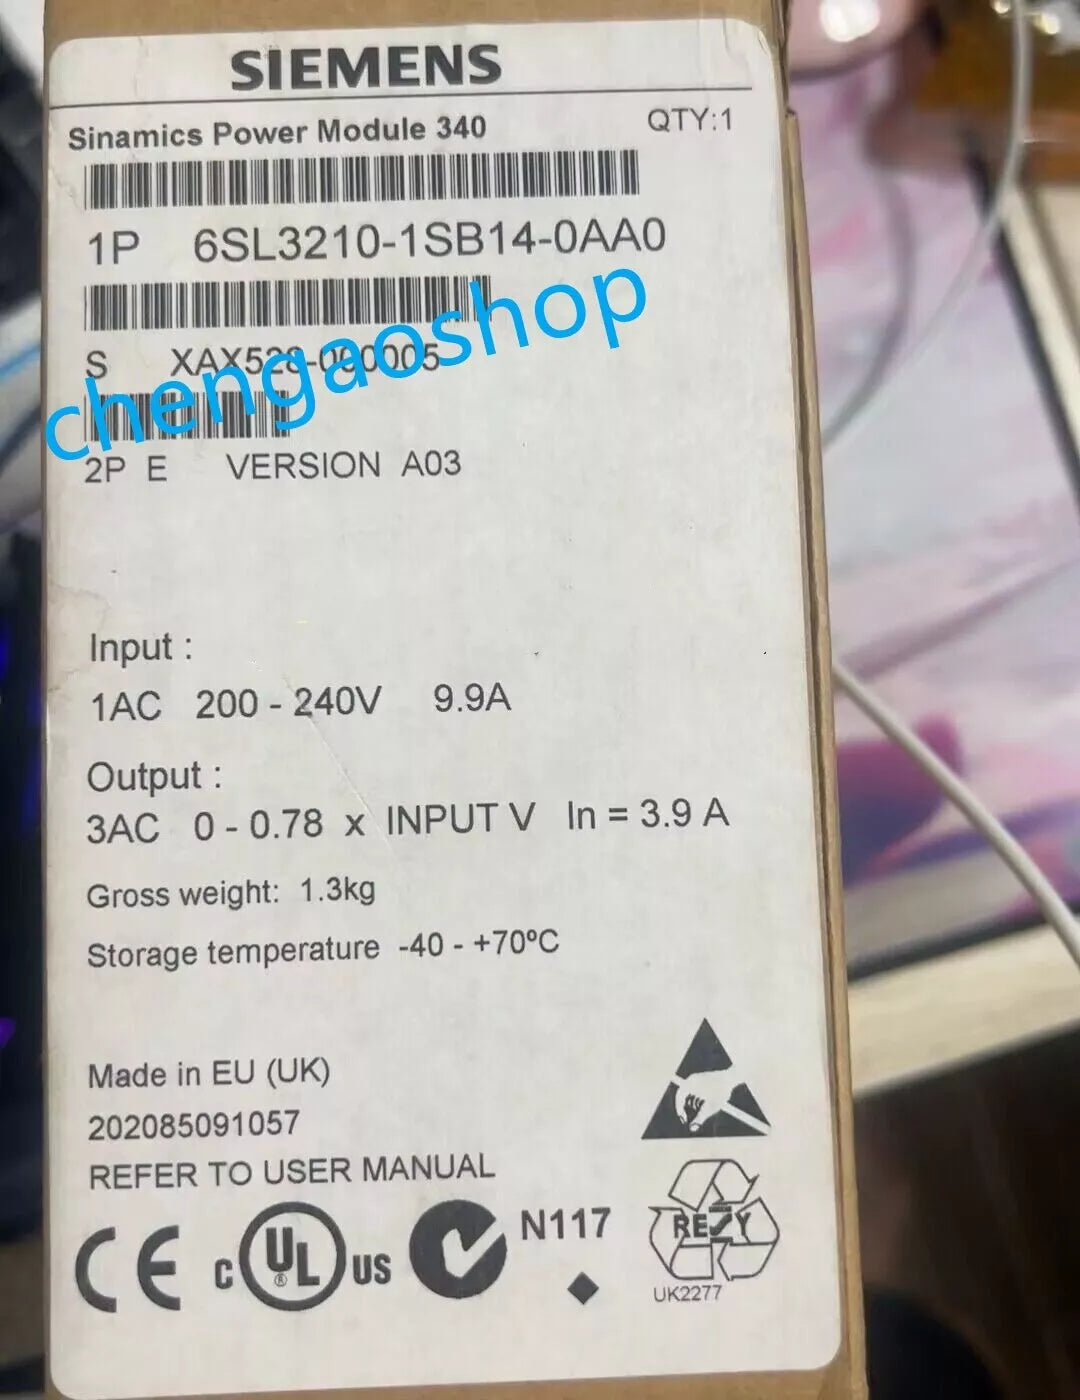 SIEMENS
Sinamics Power Module 340 QTY:1
1P 6SL3210-1SB14-0AA0
chengaoshop
S
2P E VERSION A03
Input :
1AC 200 - 240V 9.9A
Output :
3AC 0 - 0.78 x INPUT V In = 3.9 A
Gross weight: 1.3kg
Storage temperature -40 - +70ºC
Made in EU (UK)
202085091057
REFER TO USER MANUAL
CE c UL ® US N117
RESY
UK2277